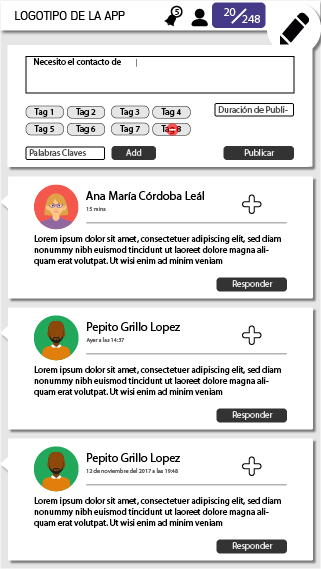 LOGOTIPO DE LA APP
5
20/248
Necesito el contacto de |
Tag 1 Tag 2 Tag 3 Tag 4
Duración de Publi-
Tag 5 Tag 6 Tag 7 Tag 8
Palabras Claves Add Publicar
Ana María Córdoba Leál
15 mins
Lorem ipsum dolor sit amet, consectetuer adipiscing elit, sed diam
nonummy nibh euismod tincidunt ut laoreet dolore magna ali-
quam erat volutpat. Ut wisi enim ad minim veniam
Responder
Pepito Grillo Lopez
Ayer a las 14:37
Lorem ipsum dolor sit amet, consectetuer adipiscing elit, sed diam
nonummy nibh euismod tincidunt ut laoreet dolore magna ali-
quam erat volutpat. Ut wisi enim ad minim veniam
Responder
Pepito Grillo Lopez
12 de noviembre del 2017 a las 19:48
Lorem ipsum dolor sit amet, consectetuer adipiscing elit, sed diam
nonummy nibh euismod tincidunt ut laoreet dolore magna ali-
quam erat volutpat. Ut wisi enim ad minim veniam
Responder